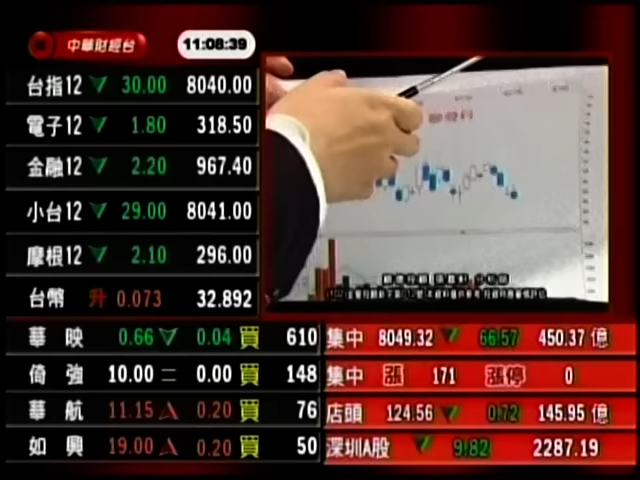 中華財經台 11:08:39
台指12 30.00 8040.00
電子12 1.80 318.50
金融12 2.20 967.40
小台12 29.00 8041.00
摩根12 2.10 296.00
台幣 升 0.073 32.892
華映 0.66 0.04 買 610
倚強 10.00 二 0.00 買 148
華航 11.15 0.20 買 76
如興 19.00 0.20 買 50
集中 8049.32 66.57 450.37 億
集中 漲 171 漲停 0
店頭 124.56 0.72 145.95 億
深圳A股 9.82 2287.19